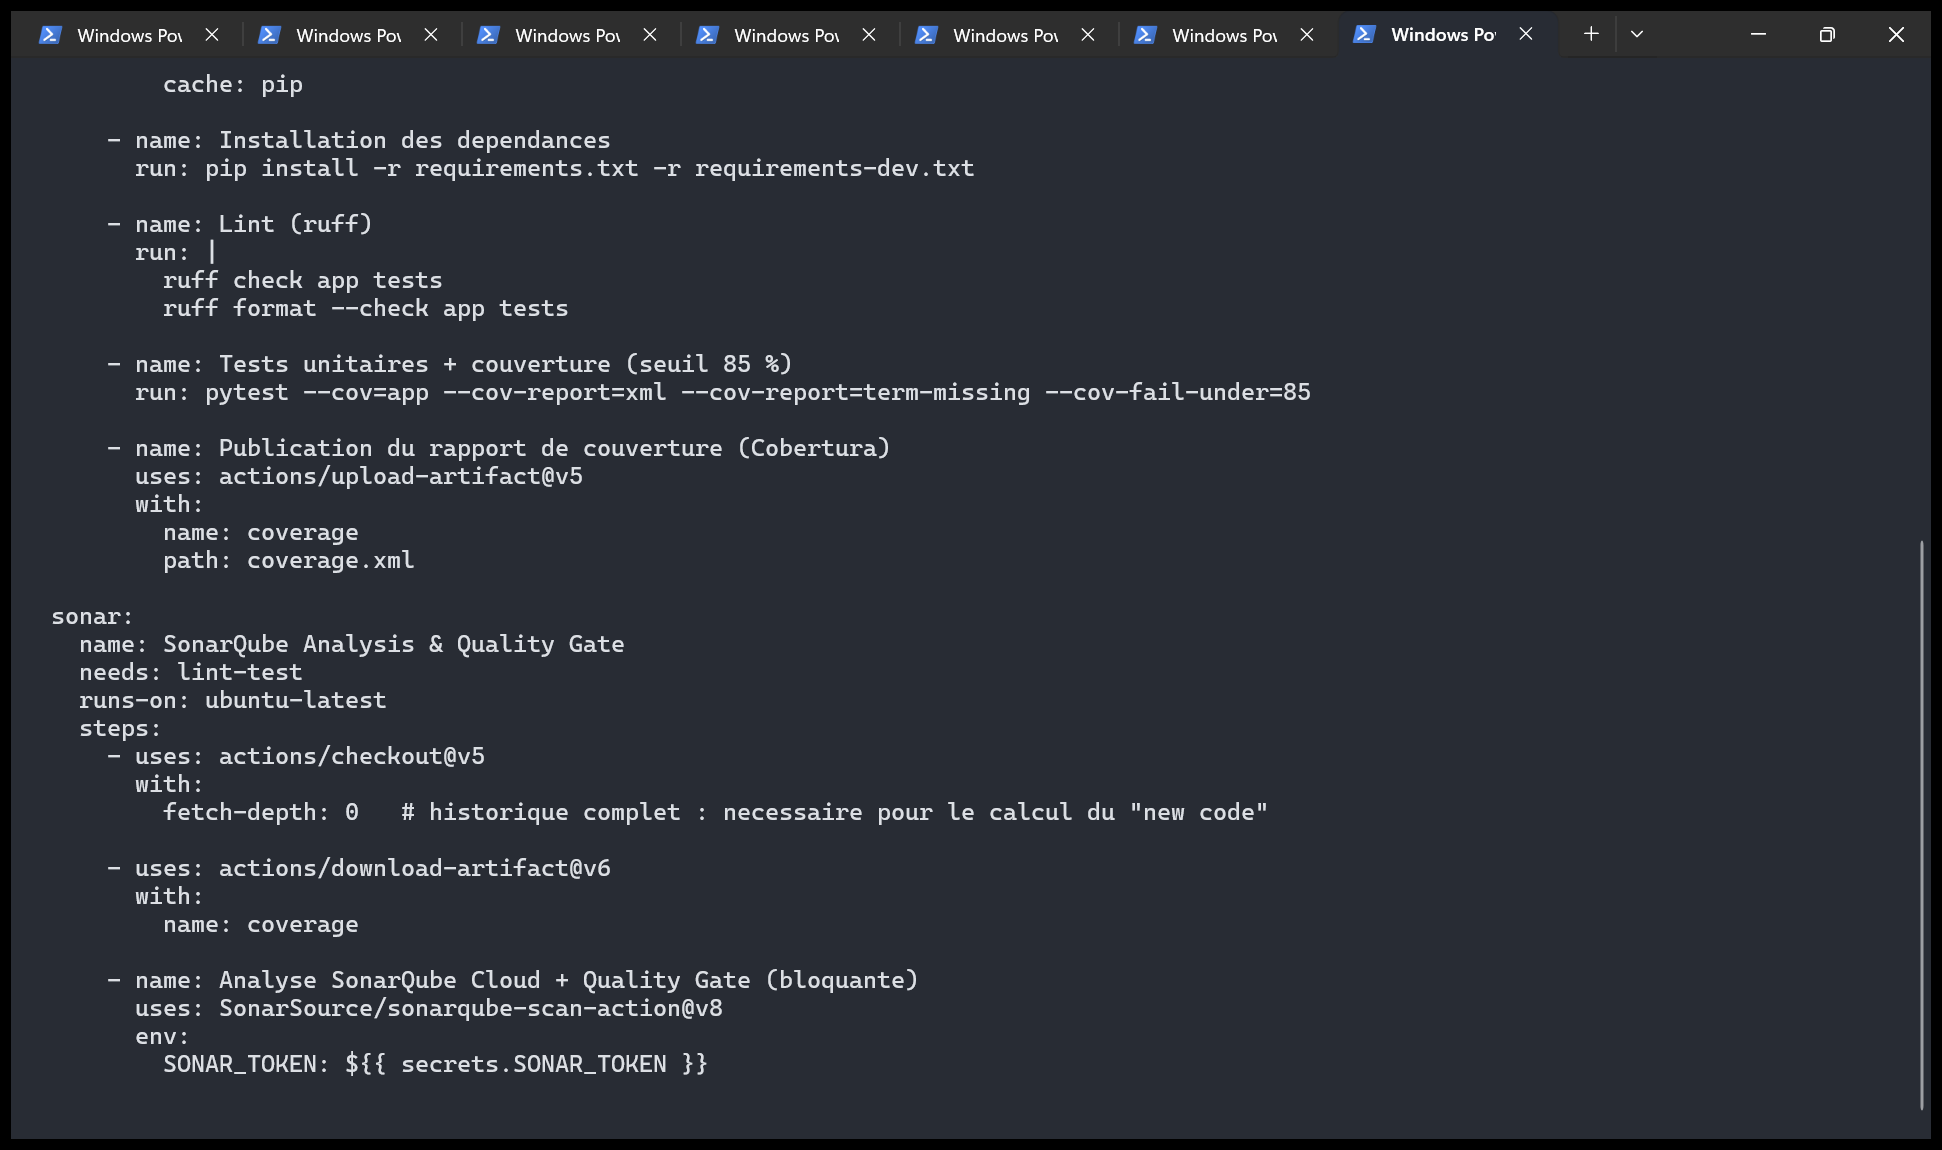 Windows Pov Windows Pov Windows Pov Windows Pov Windows Pov Windows Pov Windows Po
cache: pip
- name: Installation des dependances
run: pip install -r requirements.txt -r requirements-dev.txt
- name: Lint (ruff)
run: |
ruff check app tests
ruff format --check app tests
- name: Tests unitaires + couverture (seuil 85 %)
run: pytest --cov=app --cov-report=xml --cov-report=term-missing --cov-fail-under=85
- name: Publication du rapport de couverture (Cobertura)
uses: actions/upload-artifact@v5
with:
name: coverage
path: coverage.xml
sonar:
name: SonarQube Analysis & Quality Gate
needs: lint-test
runs-on: ubuntu-latest
steps:
- uses: actions/checkout@v5
with:
fetch-depth: 0   # historique complet : necessaire pour le calcul du "new code"
- uses: actions/download-artifact@v6
with:
name: coverage
- name: Analyse SonarQube Cloud + Quality Gate (bloquante)
uses: SonarSource/sonarqube-scan-action@v8
env:
SONAR_TOKEN: ${{ secrets.SONAR_TOKEN }}